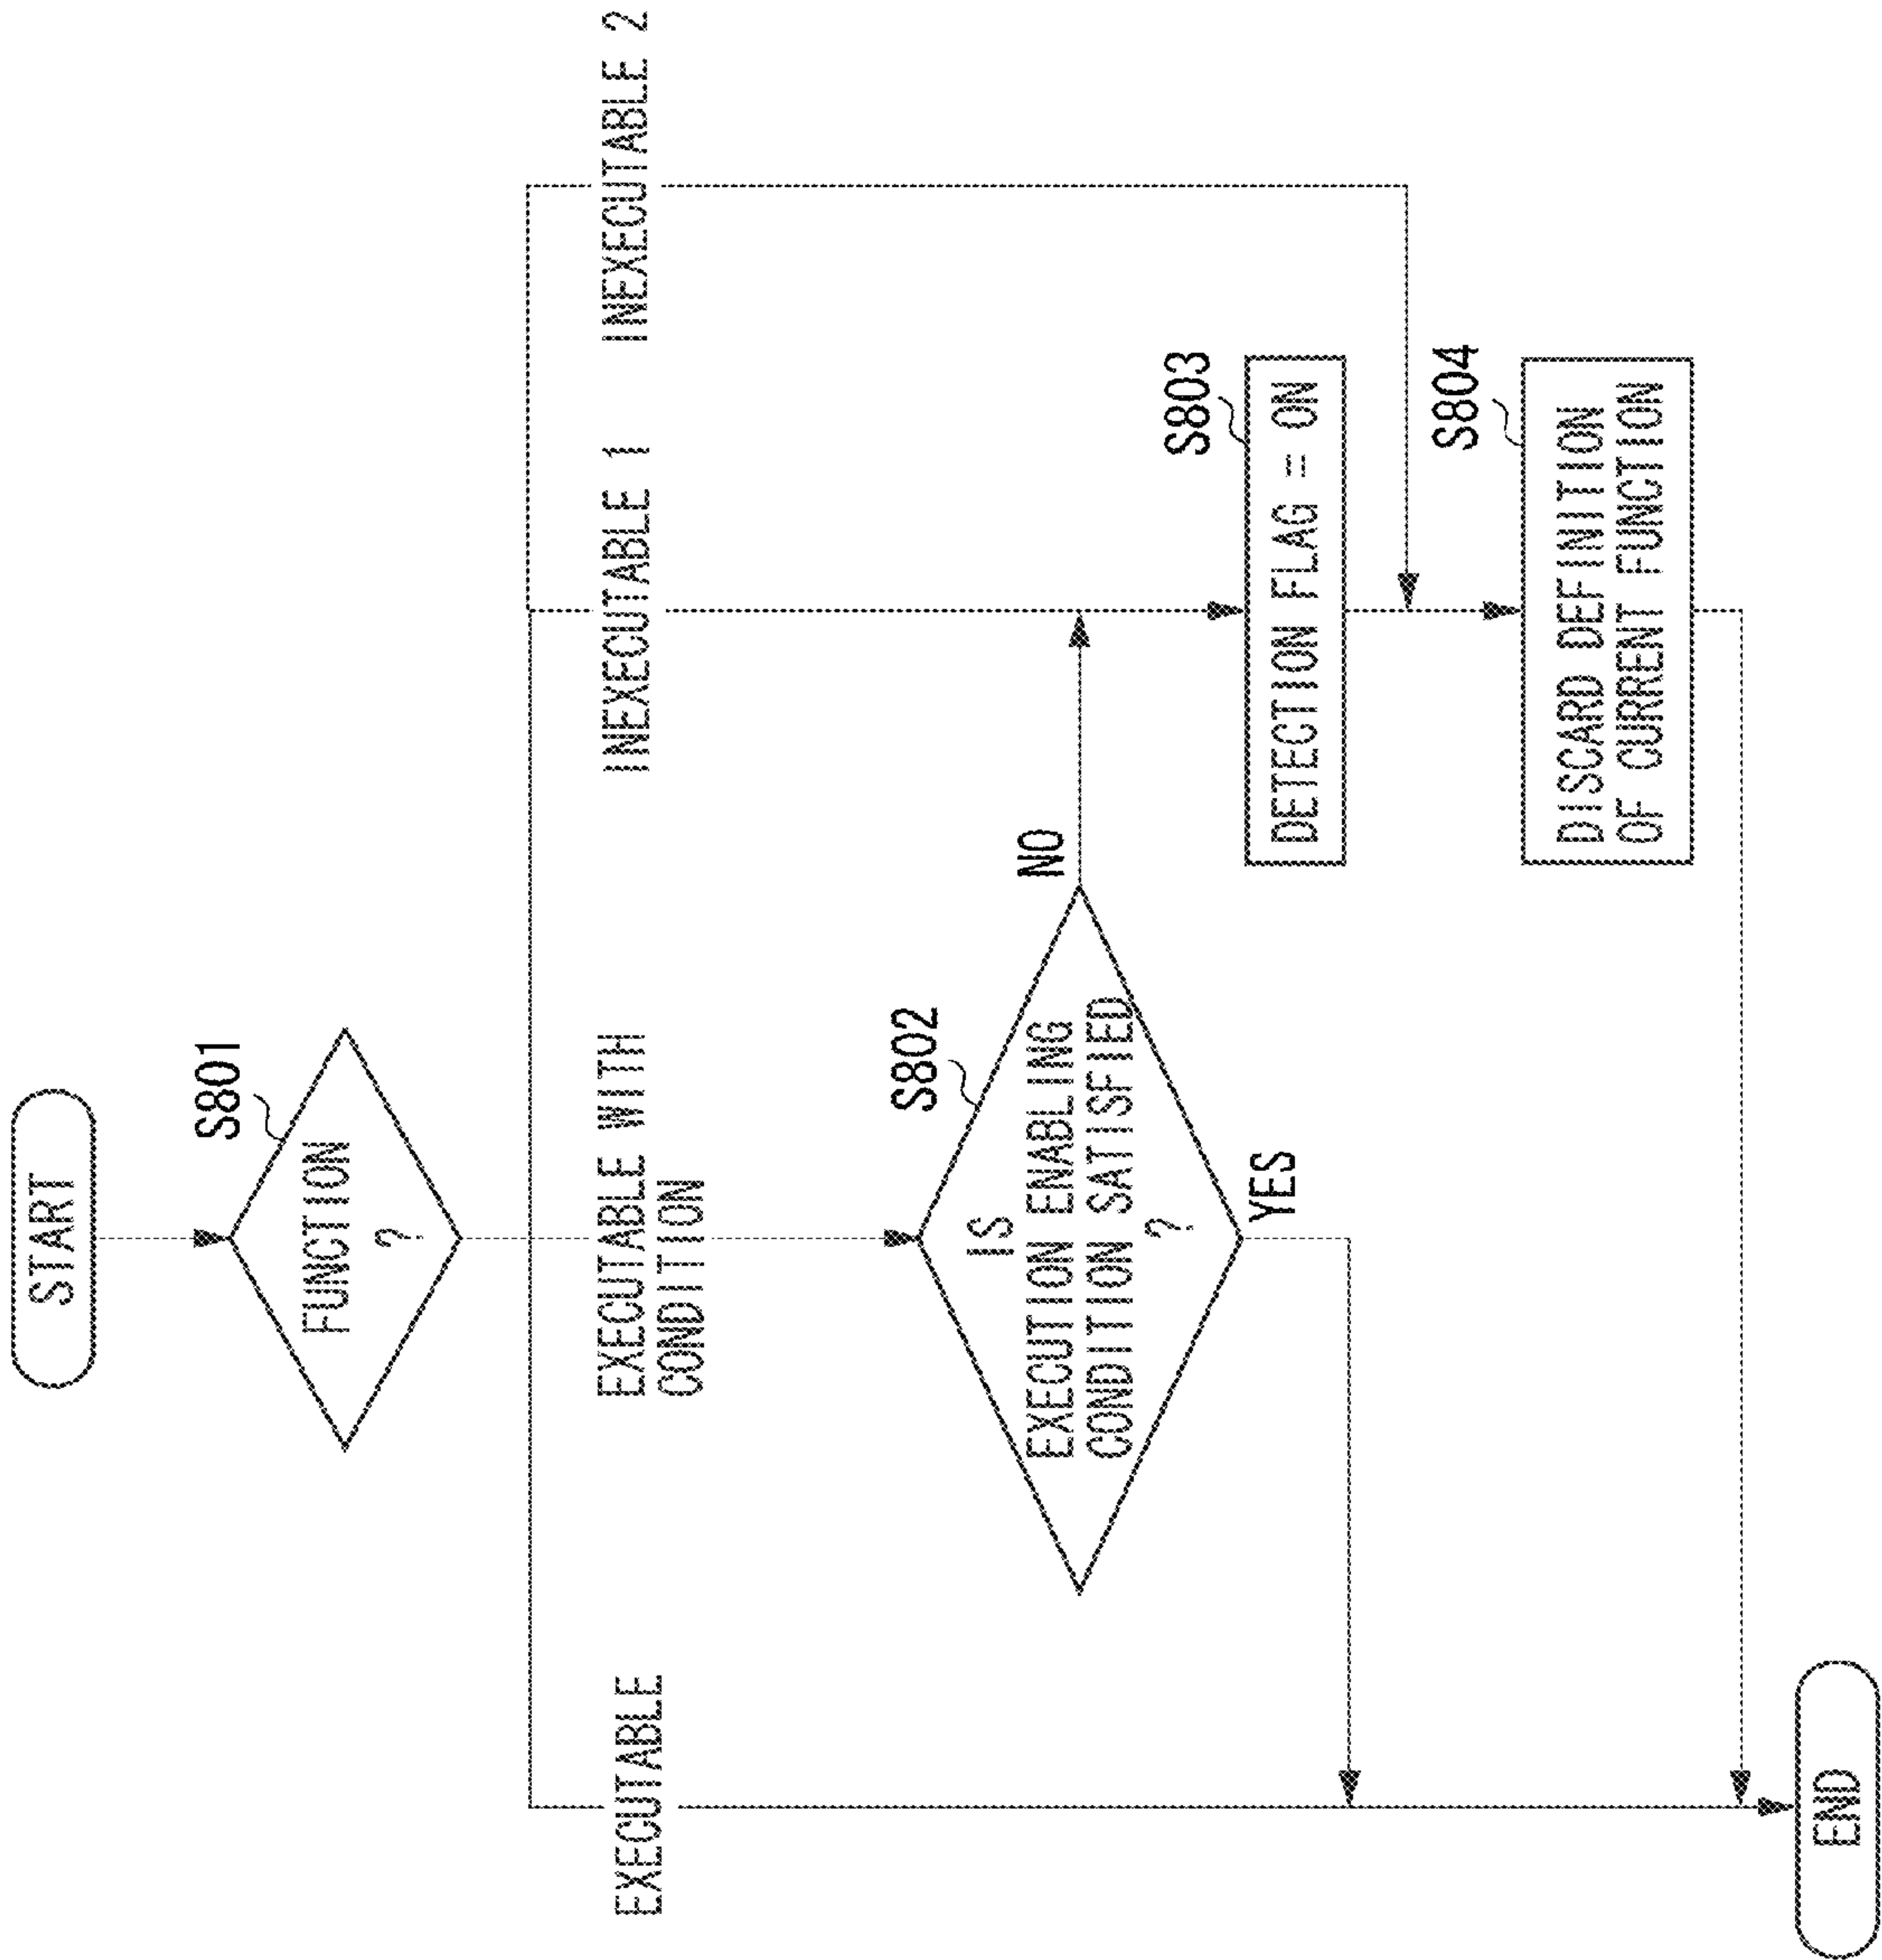 START
S801
FUNCTION
?
EXECUTABLE
EXECUTABLE WITH
CONDITION
INEXECUTABLE 1
INEXECUTABLE 2
S802
IS
EXECUTION ENABLING
CONDITION SATISFIED
?
NO
YES
S803
DETECTION FLAG = ON
S804
DISCARD DEFINITION
OF CURRENT FUNCTION
END